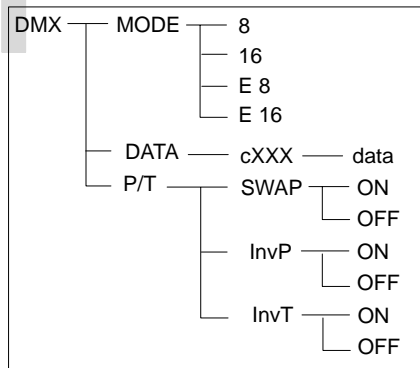 DMX MODE 8
16
E 8
E 16
DATA cXXX data
P/T SWAP ON
OFF
InvP ON
OFF
InvT ON
OFF